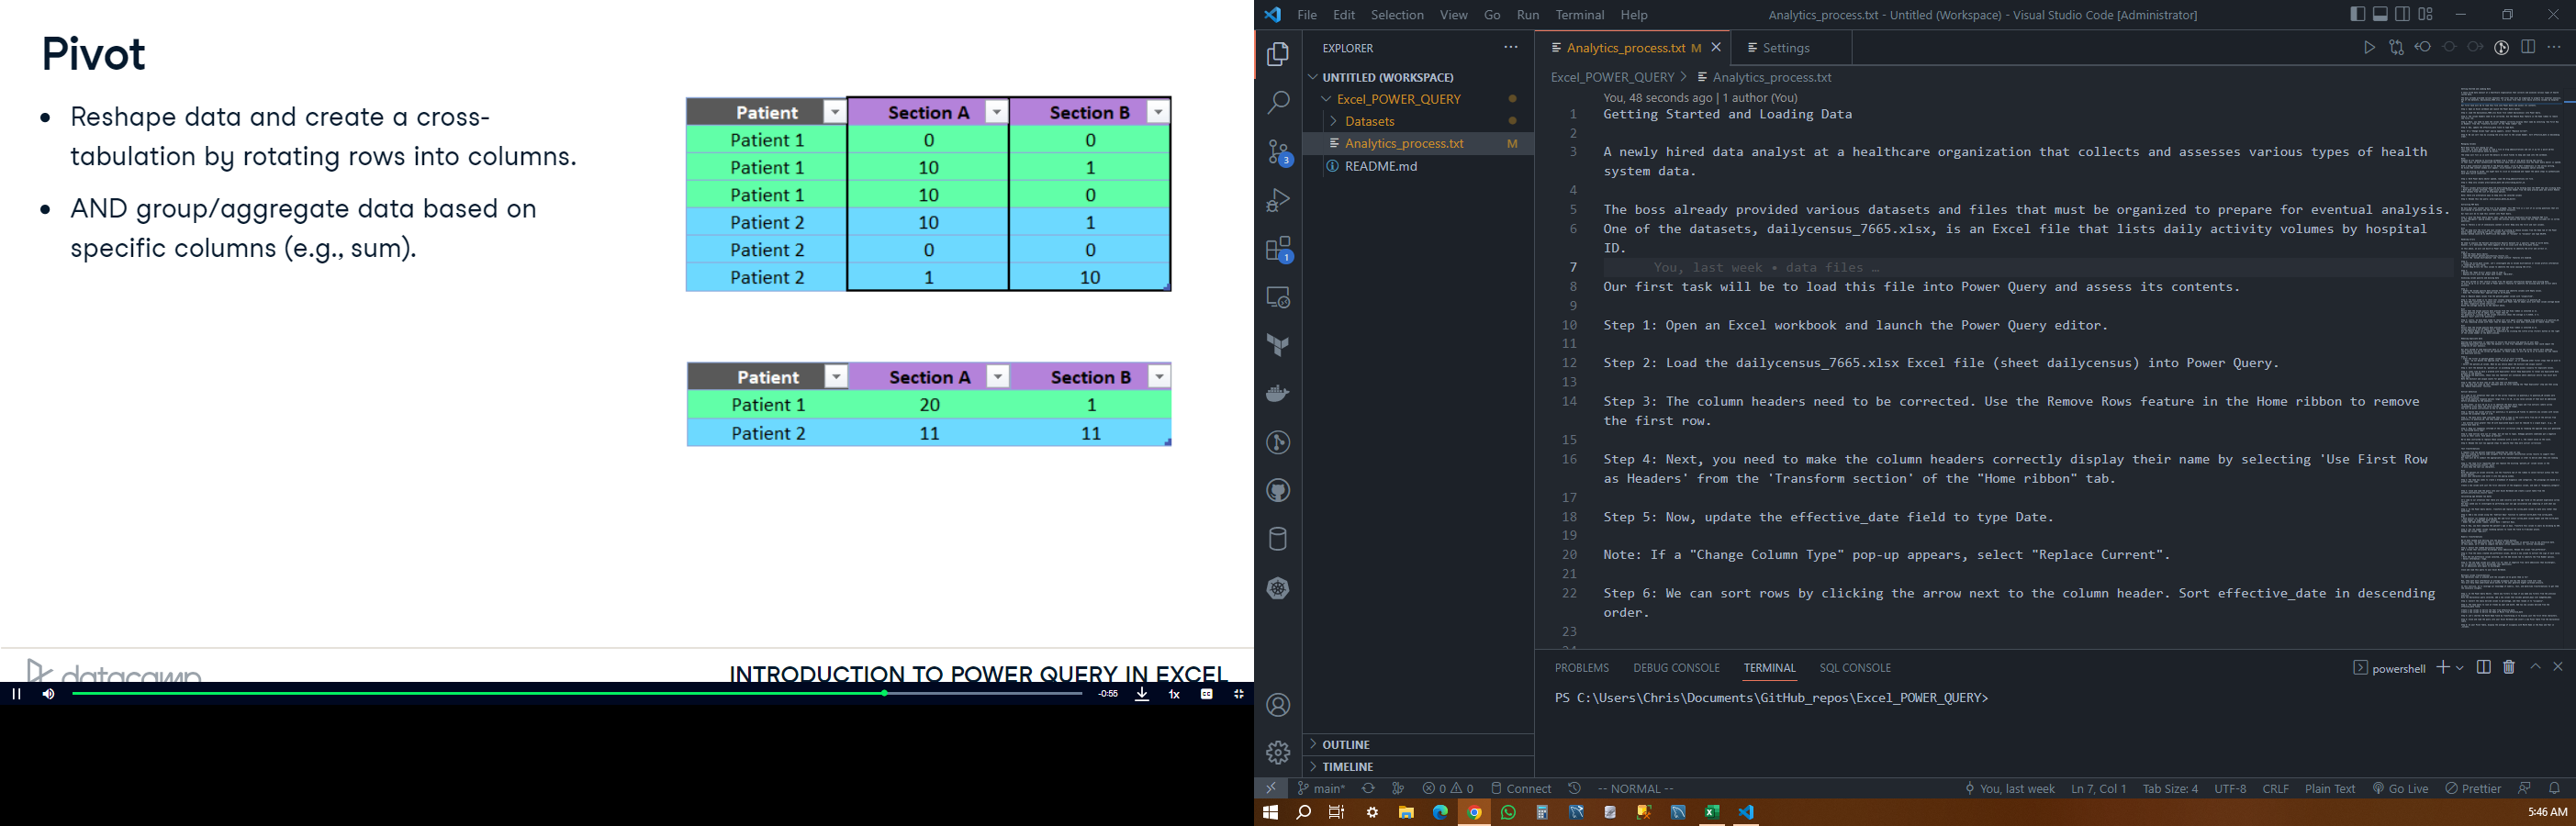 Pivot
Reshape data and create a cross-
tabulation by rotating rows into columns.
AND group/aggregate data based on
specific columns (e.g., sum).
Patient Section A Section B
Patient 1 0 0
Patient 1 10 1
Patient 1 10 0
Patient 2 10 1
Patient 2 0 0
Patient 2 1 10
Patient Section A Section B
Patient 1 20 1
Patient 2 11 11
datacamp
INTRODUCTION TO POWER QUERY IN EXCEL
-0:55 1x CC
File Edit Selection View Go Run Terminal Help
Analytics_process.txt - Untitled (Workspace) - Visual Studio Code [Administrator]
EXPLORER
UNTITLED (WORKSPACE)
Excel_POWER_QUERY
Datasets
Analytics_process.txt M
README.md
OUTLINE
TIMELINE
3
1
Analytics_process.txt M
Settings
Excel_POWER_QUERY > Analytics_process.txt
You, 48 seconds ago | 1 author (You)
1 Getting Started and Loading Data
2
3 A newly hired data analyst at a healthcare organization that collects and assesses various types of health
system data.
4
5 The boss already provided various datasets and files that must be organized to prepare for eventual analysis.
6 One of the datasets, dailycensus_7665.xlsx, is an Excel file that lists daily activity volumes by hospital
ID.
7 You, last week • data files …
8 Our first task will be to load this file into Power Query and assess its contents.
9
10 Step 1: Open an Excel workbook and launch the Power Query editor.
11
12 Step 2: Load the dailycensus_7665.xlsx Excel file (sheet dailycensus) into Power Query.
13
14 Step 3: The column headers need to be corrected. Use the Remove Rows feature in the Home ribbon to remove
the first row.
15
16 Step 4: Next, you need to make the column headers correctly display their name by selecting 'Use First Row
as Headers' from the 'Transform section' of the "Home ribbon" tab.
17
18 Step 5: Now, update the effective_date field to type Date.
19
20 Note: If a "Change Column Type" pop-up appears, select "Replace Current".
21
22 Step 6: We can sort rows by clicking the arrow next to the column header. Sort effective_date in descending
order.
23
PROBLEMS DEBUG CONSOLE TERMINAL SQL CONSOLE
powershell
PS C:\Users\Chris\Documents\GitHub_repos\Excel_POWER_QUERY>
main* 0 0 Connect -- NORMAL --
You, last week Ln 7, Col 1 Tab Size: 4 UTF-8 CRLF Plain Text Go Live Prettier
5:46 AM